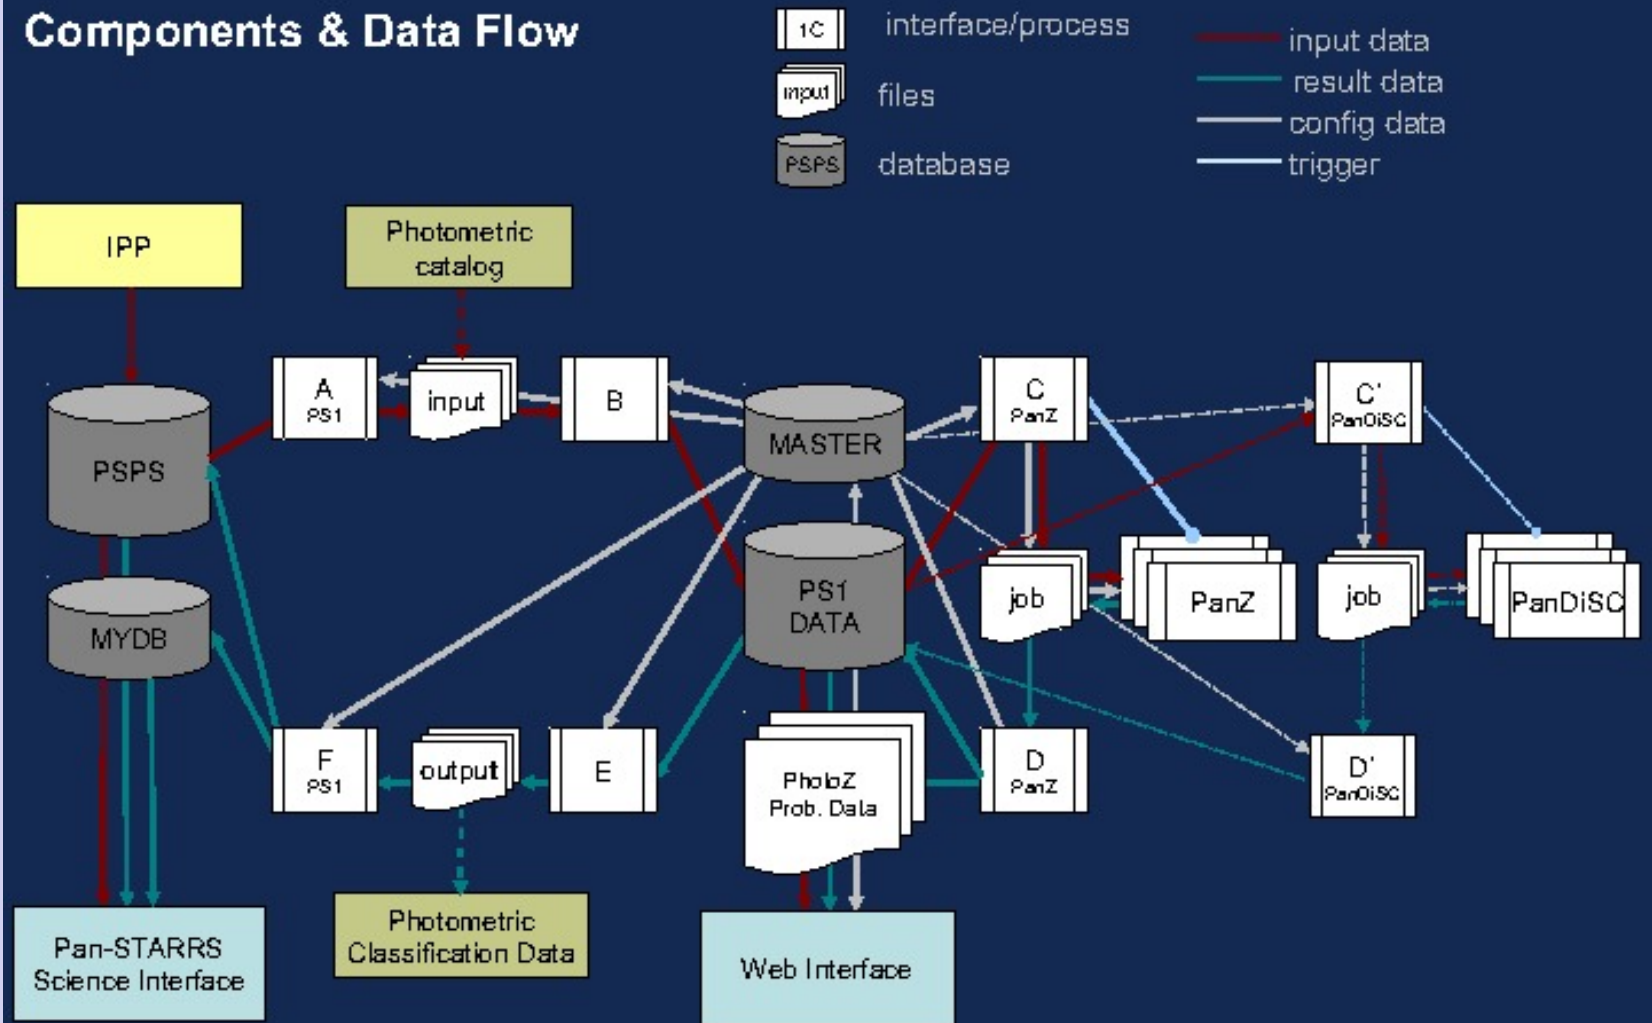 Components & Data Flow
1C
interface/process
input
files
PSPS
database
input data
result data
config data
trigger
IPP
Photometric
catalog
A
PS1
input
B
MASTER
C
PanZ
C'
PanDiSC
PSPS
MYDB
PS1
DATA
job
PanZ
job
PanDiSC
F
PS1
output
E
PhotoZ
Prob. Data
D
PanZ
D'
PanDiSC
Pan-STARRS
Science Interface
Photometric
Classification Data
Web Interface